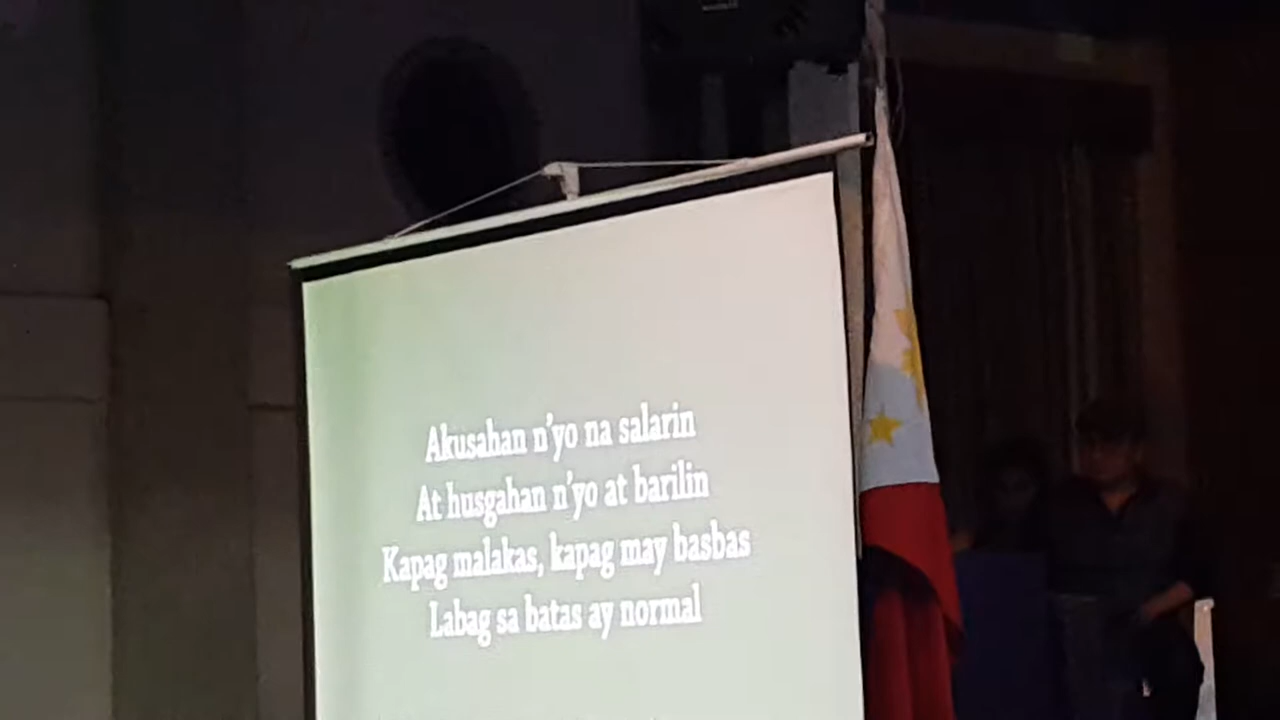 Akusahan n'yo na salarin
At husgahan n'yo at barilin
Kapag malakas, kapag may basbas
Labag sa batas ay normal